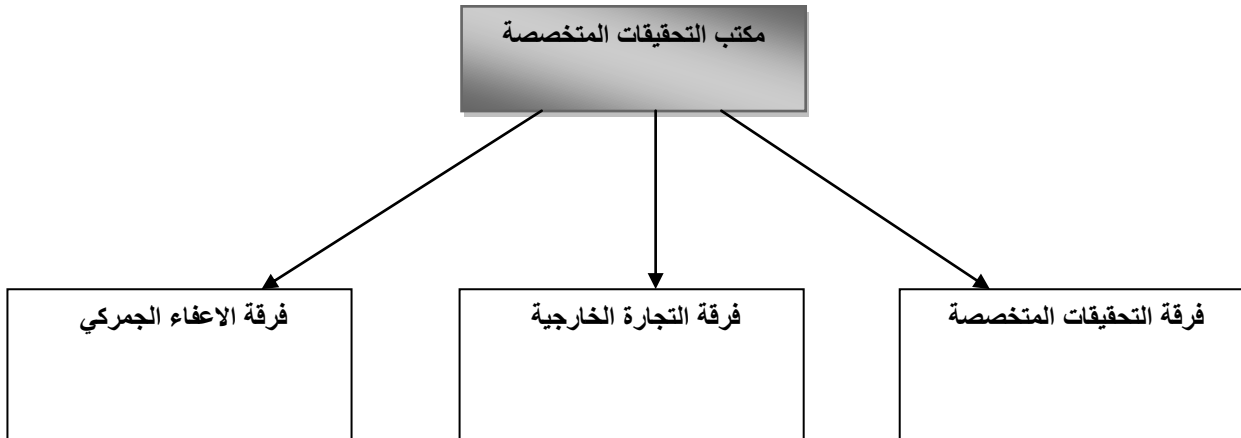 مكتب التحقيقات المتخصصة
فرقة التحقيقات المتخصصة
فرقة التجارة الخارجية
فرقة الاعفاء الجمركي